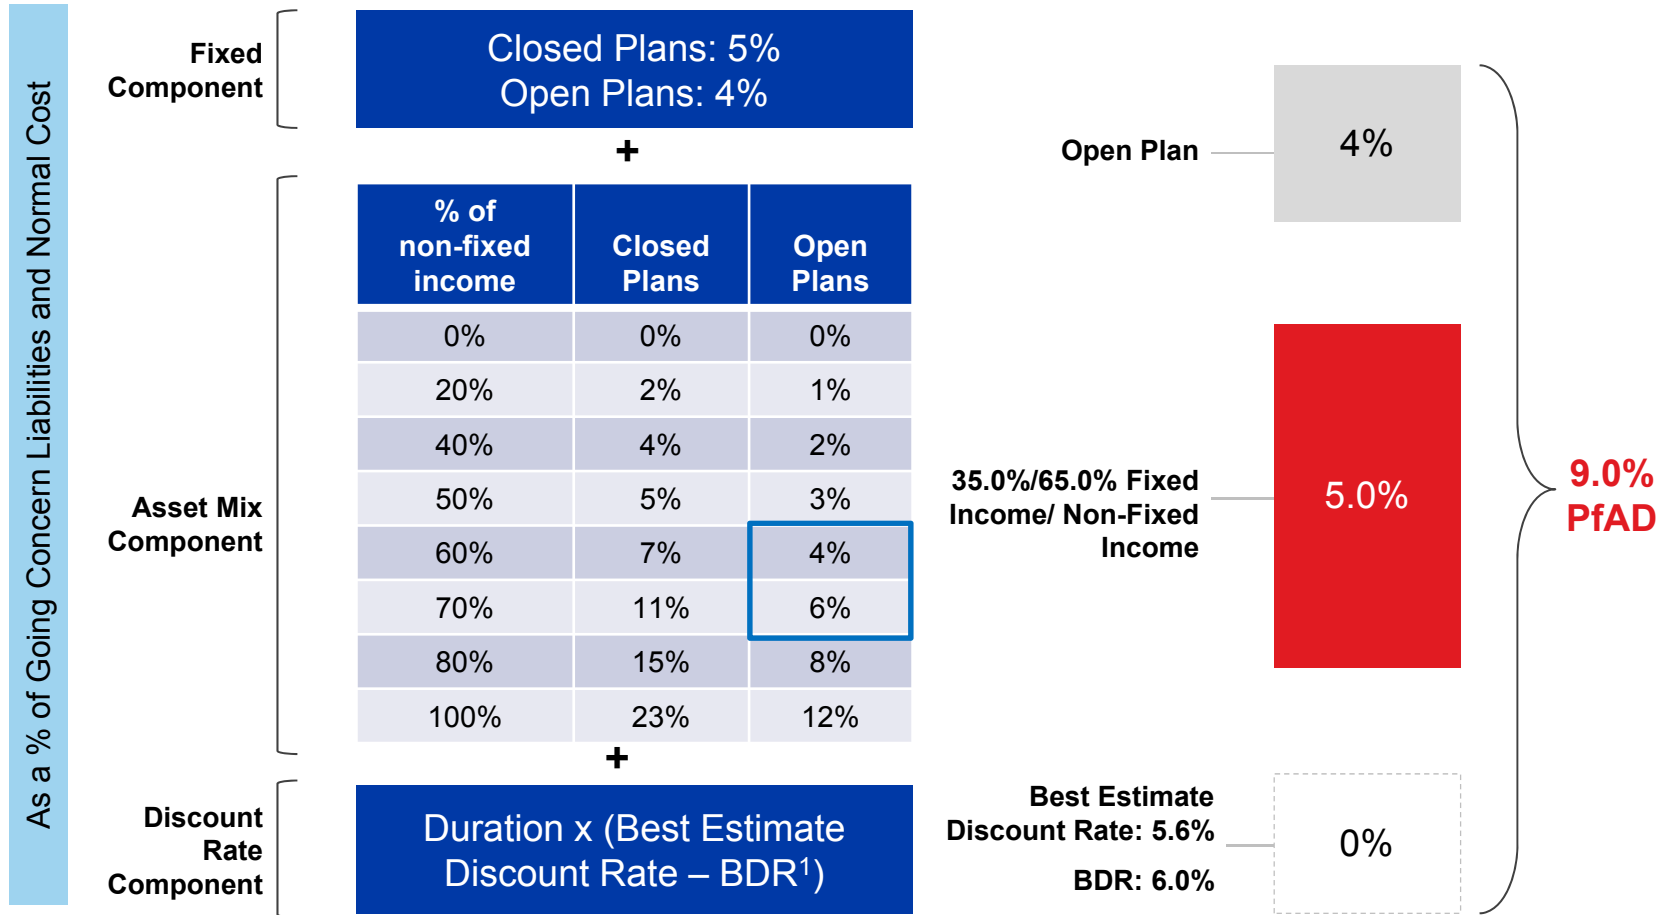 As a % of Going Concern Liabilities and Normal Cost
Fixed
Component
Closed Plans: 5%
Open Plans: 4%
+
Asset Mix
Component
% of
non-fixed
income
Closed
Plans
Open
Plans
0% 0% 0%
20% 2% 1%
40% 4% 2%
50% 5% 3%
60% 7% 4%
70% 11% 6%
80% 15% 8%
100% 23% 12%
+
Discount
Rate
Component
Duration x (Best Estimate
Discount Rate – BDR¹)
Open Plan
4%
35.0%/65.0% Fixed
Income/ Non-Fixed
Income
5.0%
Best Estimate
Discount Rate: 5.6%
BDR: 6.0%
0%
9.0%
PfAD